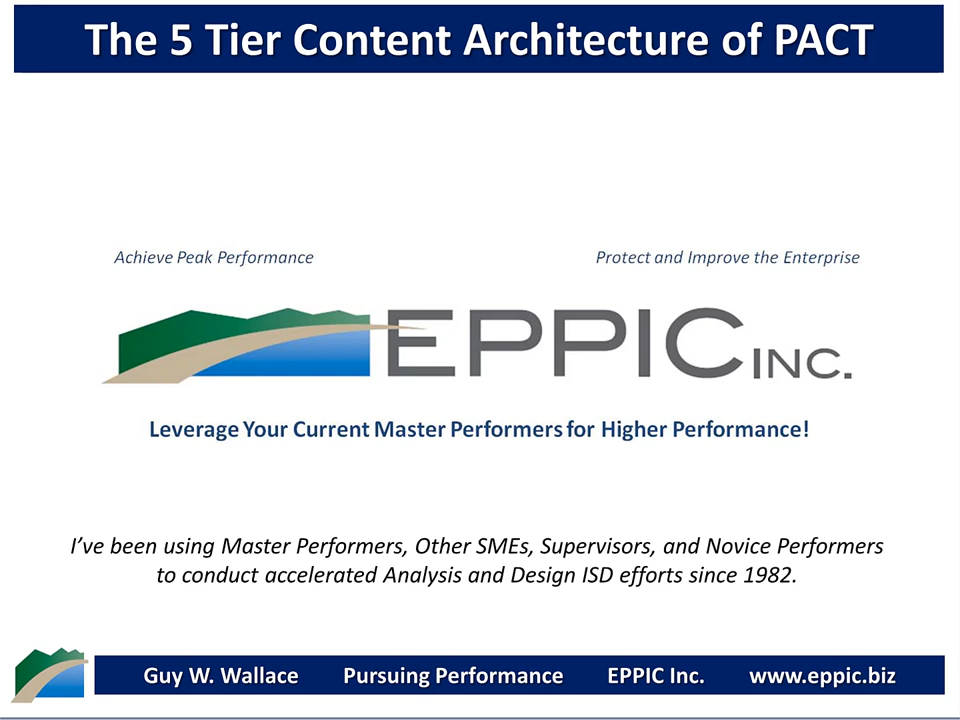 The 5 Tier Content Architecture of PACT
Achieve Peak Performance
Protect and Improve the Enterprise
EPPIC INC.
Leverage Your Current Master Performers for Higher Performance!
I’ve been using Master Performers, Other SMEs, Supervisors, and Novice Performers
to conduct accelerated Analysis and Design ISD efforts since 1982.
Guy W. Wallace Pursuing Performance EPPIC Inc. www.eppic.biz